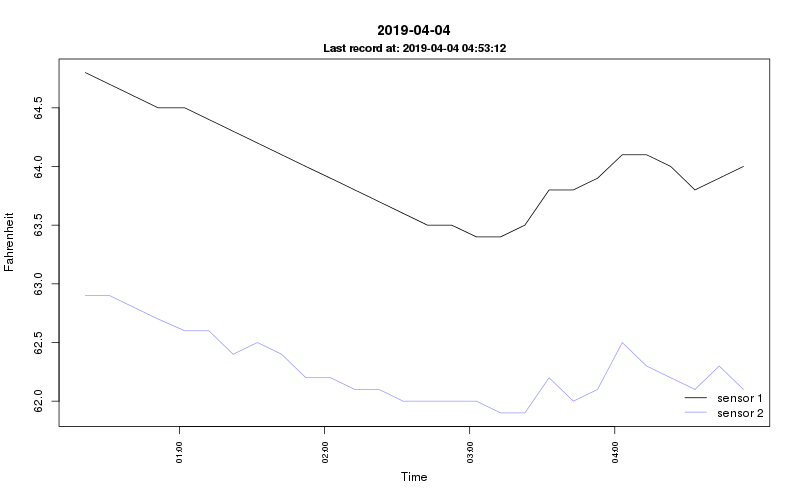 2019-04-04
Last record at: 2019-04-04 04:53:12
Fahrenheit
64.5
64.0
63.5
63.0
62.5
62.0
sensor 1
sensor 2
01:00
02:00
03:00
04:00
Time